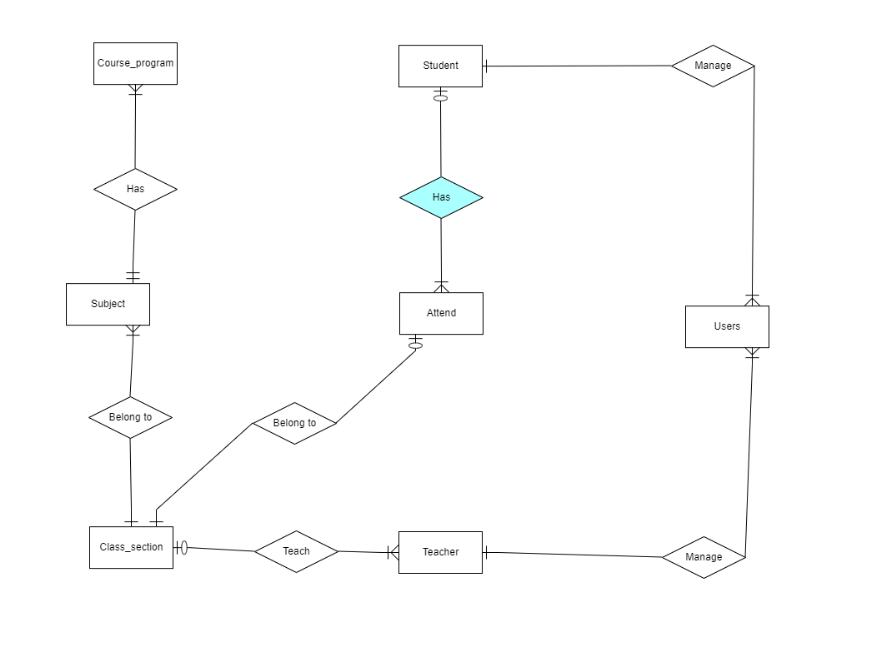 Course_program
Student
Manage
Has
Has
Subject
Attend
Users
Belong to
Belong to
Class_section
Teach
Teacher
Manage